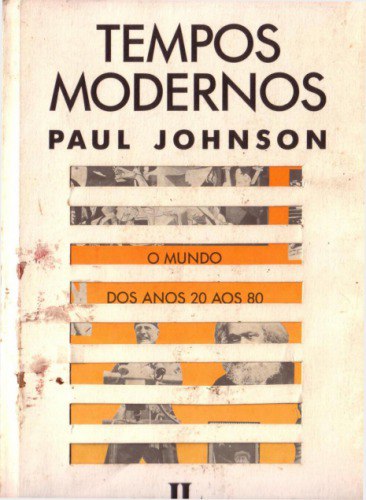 TEMPOS
MODERNOS
PAUL JOHNSON
O MUNDO
DOS ANOS 20 AOS 80
II